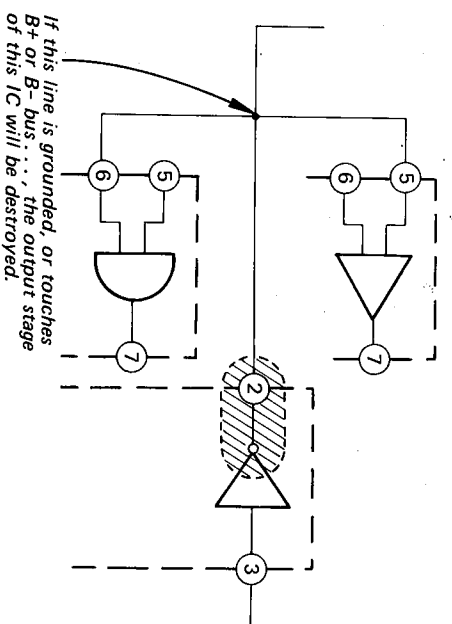 If this line is grounded, or touches
B+ or B- bus..., the output stage
of this IC will be destroyed.
5
6
7
5
6
7
2
3